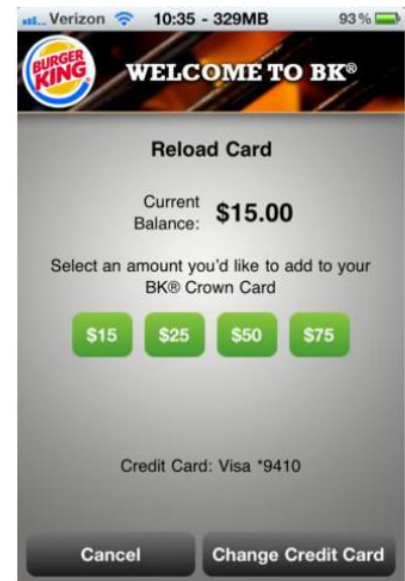 Verizon 10:35 - 329MB 93 %
BURGER
KING
WELCOME TO BK®
Reload Card
Current
Balance: $15.00
Select an amount you'd like to add to your
BK® Crown Card
$15 $25 $50 $75
Credit Card: Visa *9410
Cancel Change Credit Card